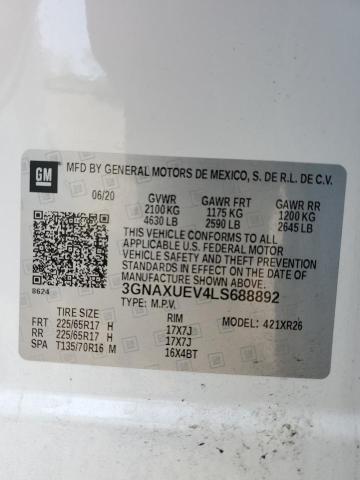 GM MFD BY GENERAL MOTORS DE MEXICO, S. DE R.L. DE C.V.
06/20 GVWR GAWR FRT GAWR RR
2100 KG 1175 KG 1200 KG
4630 LB 2590 LB 2645 LB
THIS VEHICLE CONFORMS TO ALL
APPLICABLE U.S. FEDERAL MOTOR
VEHICLE SAFETY, BUMPER, AND
THEFT PREVENTION STANDARDS IN
EFFECT ON THE DATE OF
MANUFACTURE SHOWN ABOVE.
8624 3GNAXUEV4LS688892
TYPE: M.P.V.
TIRE SIZE RIM MODEL: 421XR26
FRT 225/65R17 H 17X7J
RR 225/65R17 H 17X7J
SPA T135/70R16 M 16X4BT